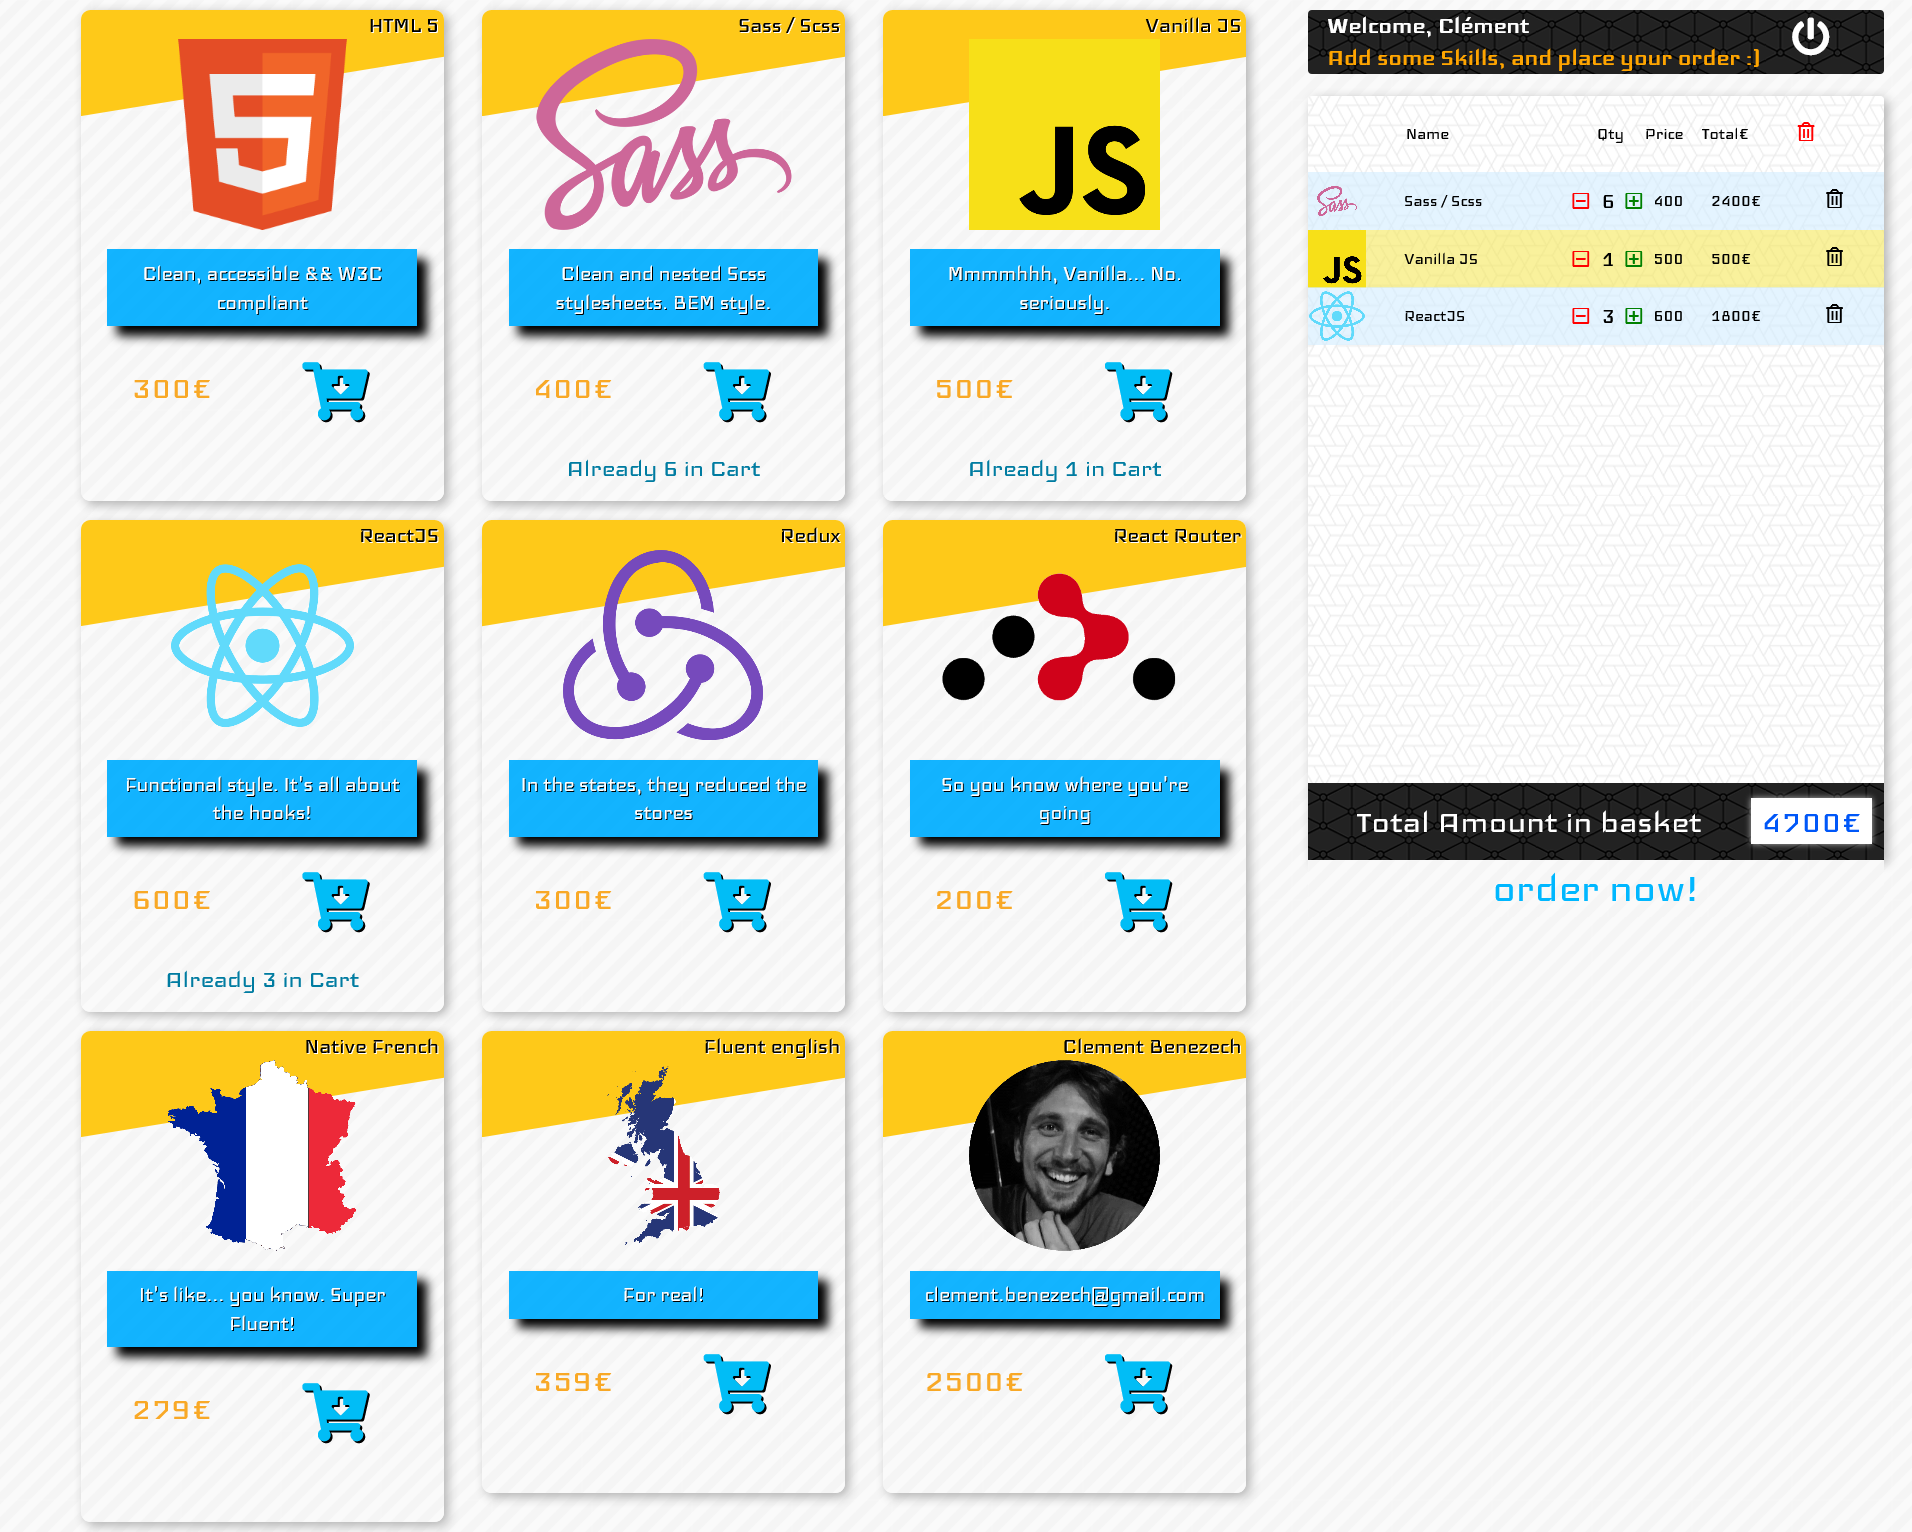 HTML 5
5
Clean, accessible && W3C
compliant
300€
Sass / Scss
Sass
Clean and nested Scss
stylesheets. BEM style.
400€
Already 6 in Cart
Vanilla JS
JS
Mmmmhhh, Vanilla... No.
seriously.
500€
Already 1 in Cart
ReactJS
Functional style. It's all about
the hooks!
600€
Already 3 in Cart
Redux
In the states, they reduced the
stores
300€
React Router
So you know where you're
going
200€
Native French
It's like... you know. Super
Fluent!
279€
Fluent english
For real!
359€
Clement Benezech
clement.benezech@gmail.com
2500€
Welcome, Clément
Add some Skills, and place your order :)
Name Qty Price Total€
Sass Sass / Scss 6 400 2400€
JS Vanilla JS 1 500 500€
ReactJS 3 600 1800€
Total Amount in basket 4700€
order now!